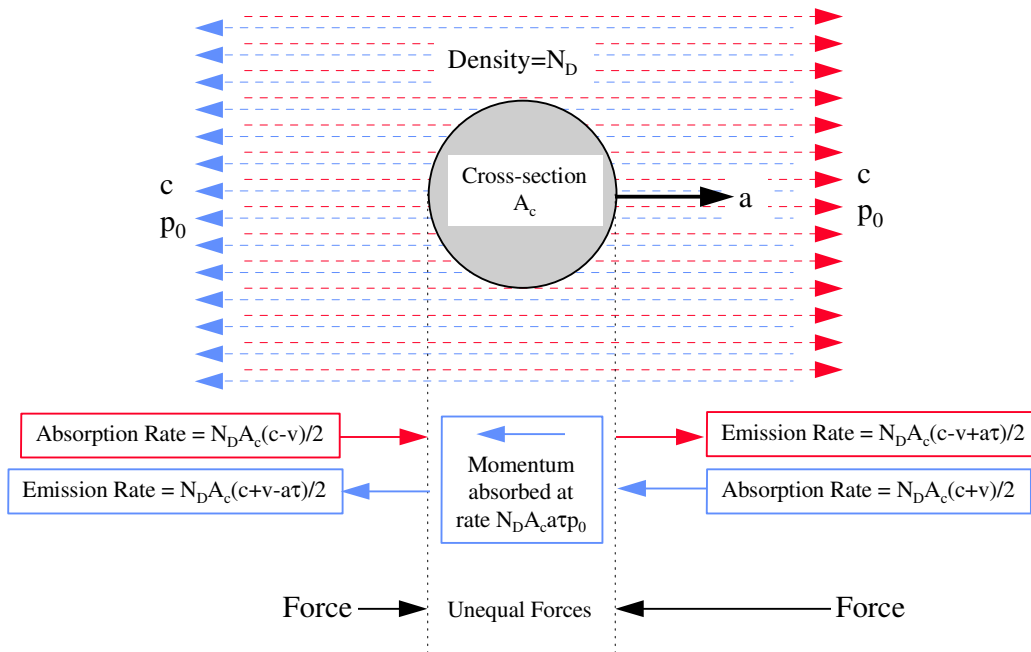 Density=N_D
c
p_0
Cross-section
A_c
a
c
p_0
Absorption Rate = N_DA_c(c-v)/2
Emission Rate = N_DA_c(c-v+aτ)/2
Emission Rate = N_DA_c(c+v-aτ)/2
Absorption Rate = N_DA_c(c+v)/2
Momentum
absorbed at
rate N_DA_caτp_0
Force
Unequal Forces
Force